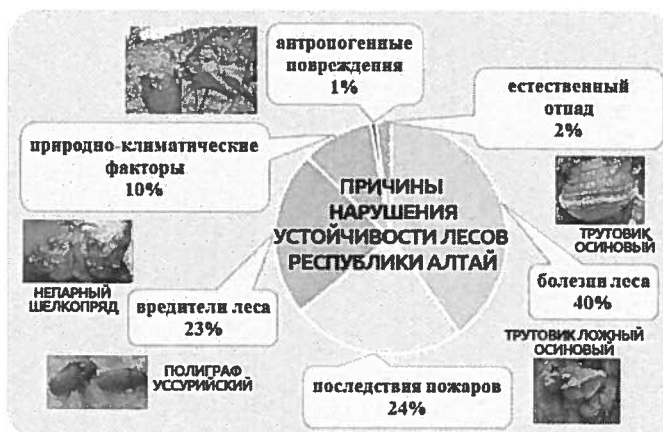 антропогенные
повреждения
1%
естественный
отпад
2%
природно-климатические
факторы
10%
ПРИЧИНЫ
НАРУШЕНИЯ
УСТОЙЧИВОСТИ ЛЕСОВ
РЕСПУБЛИКИ АЛТАЙ
ТРУТОВИК
ОСИНОВЫЙ
НЕПАРНЫЙ
ШЕЛКОПРЯД
вредители леса
23%
болезни леса
40%
ТРУТОВИК ЛОЖНЫЙ
ОСИНОВЫЙ
ПОЛИГРАФ
УССУРИЙСКИЙ
последствия пожаров
24%